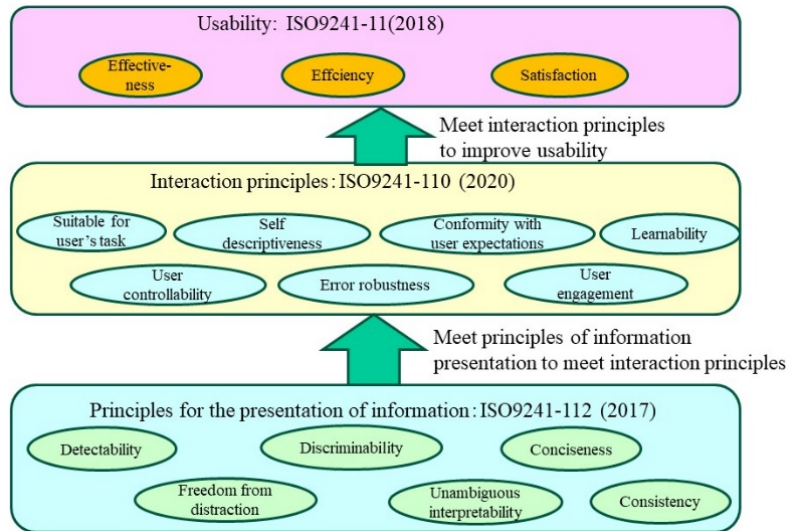 Usability: ISO9241-11(2018)
Effective-
ness
Effciency
Satisfaction
Meet interaction principles
to improve usability
Interaction principles:ISO9241-110 (2020)
Suitable for
user's task
Self
descriptiveness
Conformity with
user expectations
Learnability
User
controllability
Error robustness
User
engagement
Meet principles of information
presentation to meet interaction principles
Principles for the presentation of information:ISO9241-112 (2017)
Detectability
Discriminability
Conciseness
Freedom from
distraction
Unambiguous
interpretability
Consistency